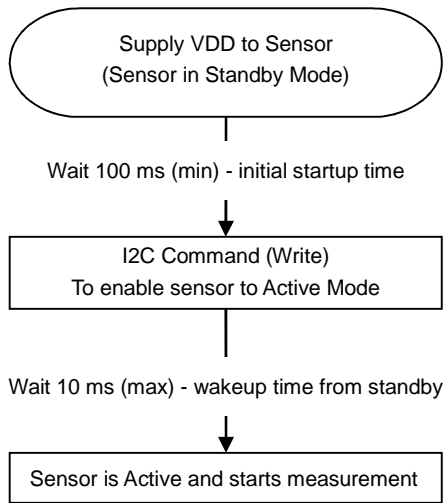 Supply VDD to Sensor
(Sensor in Standby Mode)
Wait 100 ms (min) - initial startup time
I2C Command (Write)
To enable sensor to Active Mode
Wait 10 ms (max) - wakeup time from standby
Sensor is Active and starts measurement